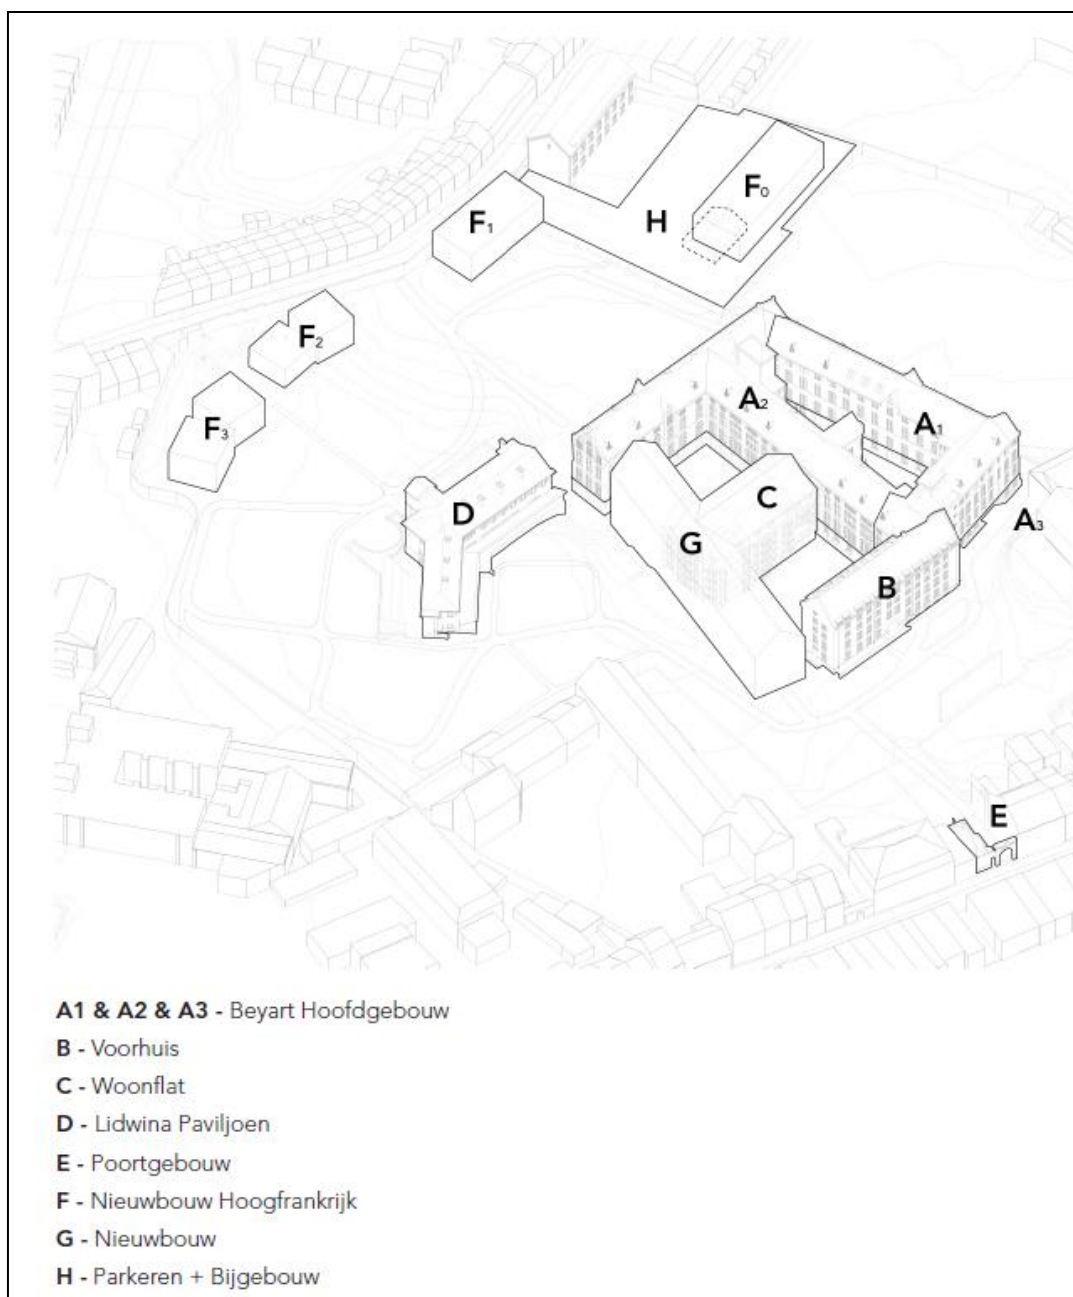 F0
F1
H
F2
A2
A1
F3
C
D
A3
G
B
E
A1 & A2 & A3 - Beyart Hoofdgebouw
B - Voorhuis
C - Woonflat
D - Lidwina Paviljoen
E - Poortgebouw
F - Nieuwbouw Hoogfrankrijk
G - Nieuwbouw
H - Parkeren + Bijgebouw